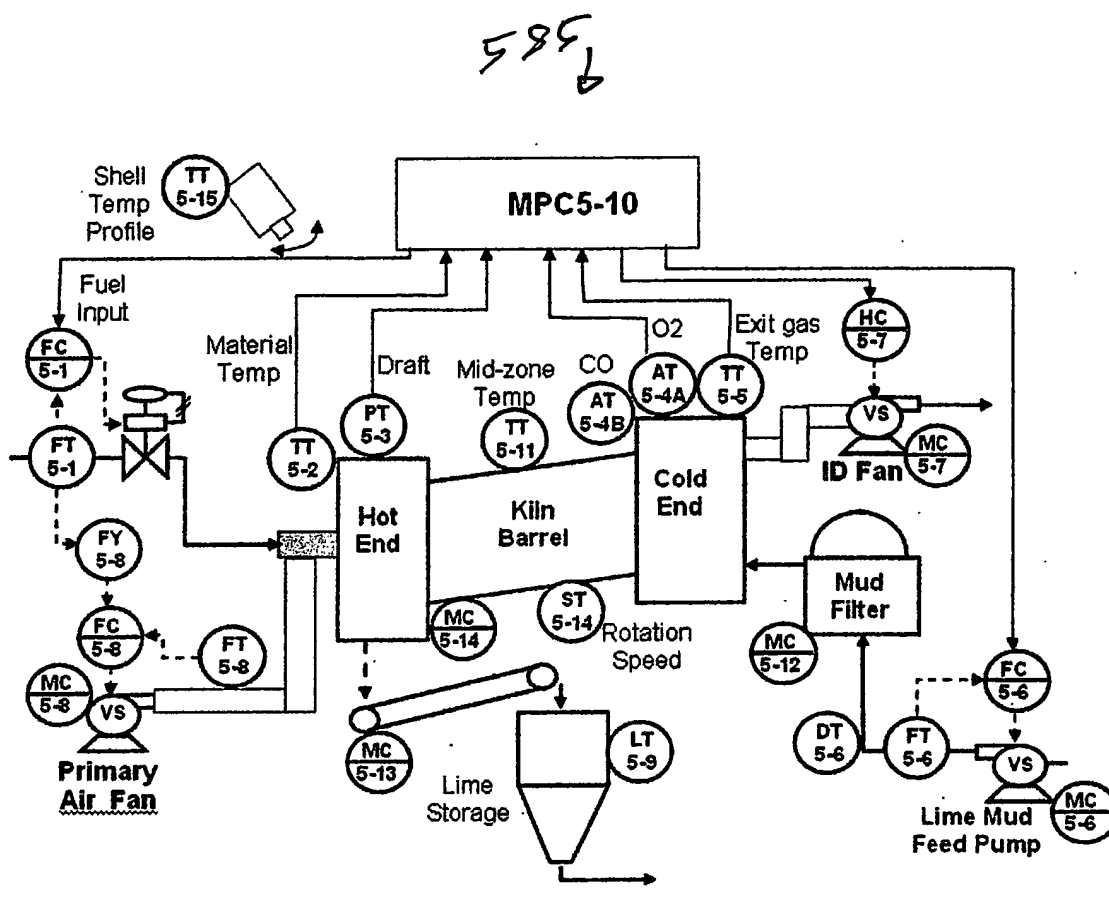 585
Shell
Temp
Profile
TT
5-15
MPC5-10
Fuel
Input
FC
5-1
FT
5-1
Material
Temp
Draft
Mid-zone
Temp
CO
O2
Exit gas
Temp
HC
5-7
TT
5-2
PT
5-3
TT
5-11
AT
5-4B
AT
5-4A
TT
5-5
VS
MC
5-7
ID Fan
Hot
End
Kiln
Barrel
Cold
End
FY
5-8
FC
5-8
FT
5-8
MC
5-8
VS
Primary
Air Fan
MC
5-14
ST
5-14
Rotation
Speed
Mud
Filter
MC
5-12
MC
5-13
Lime
Storage
LT
5-9
DT
5-6
FT
5-6
FC
5-6
VS
MC
5-6
Lime Mud
Feed Pump